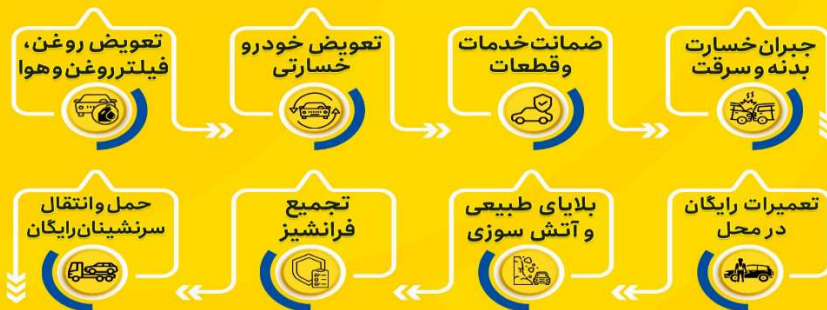 تعویض روغن،
فیلتر روغن و هوا
تعویض خودرو
خسارتی
ضمانت خدمات
و قطعات
جبران خسارت
بدنه و سرقت
تعمیرات رایگان
در محل
بلایای طبیعی
و آتش سوزی
تجمیع
فرانشیز
حمل و انتقال
سرنشینان رایگان